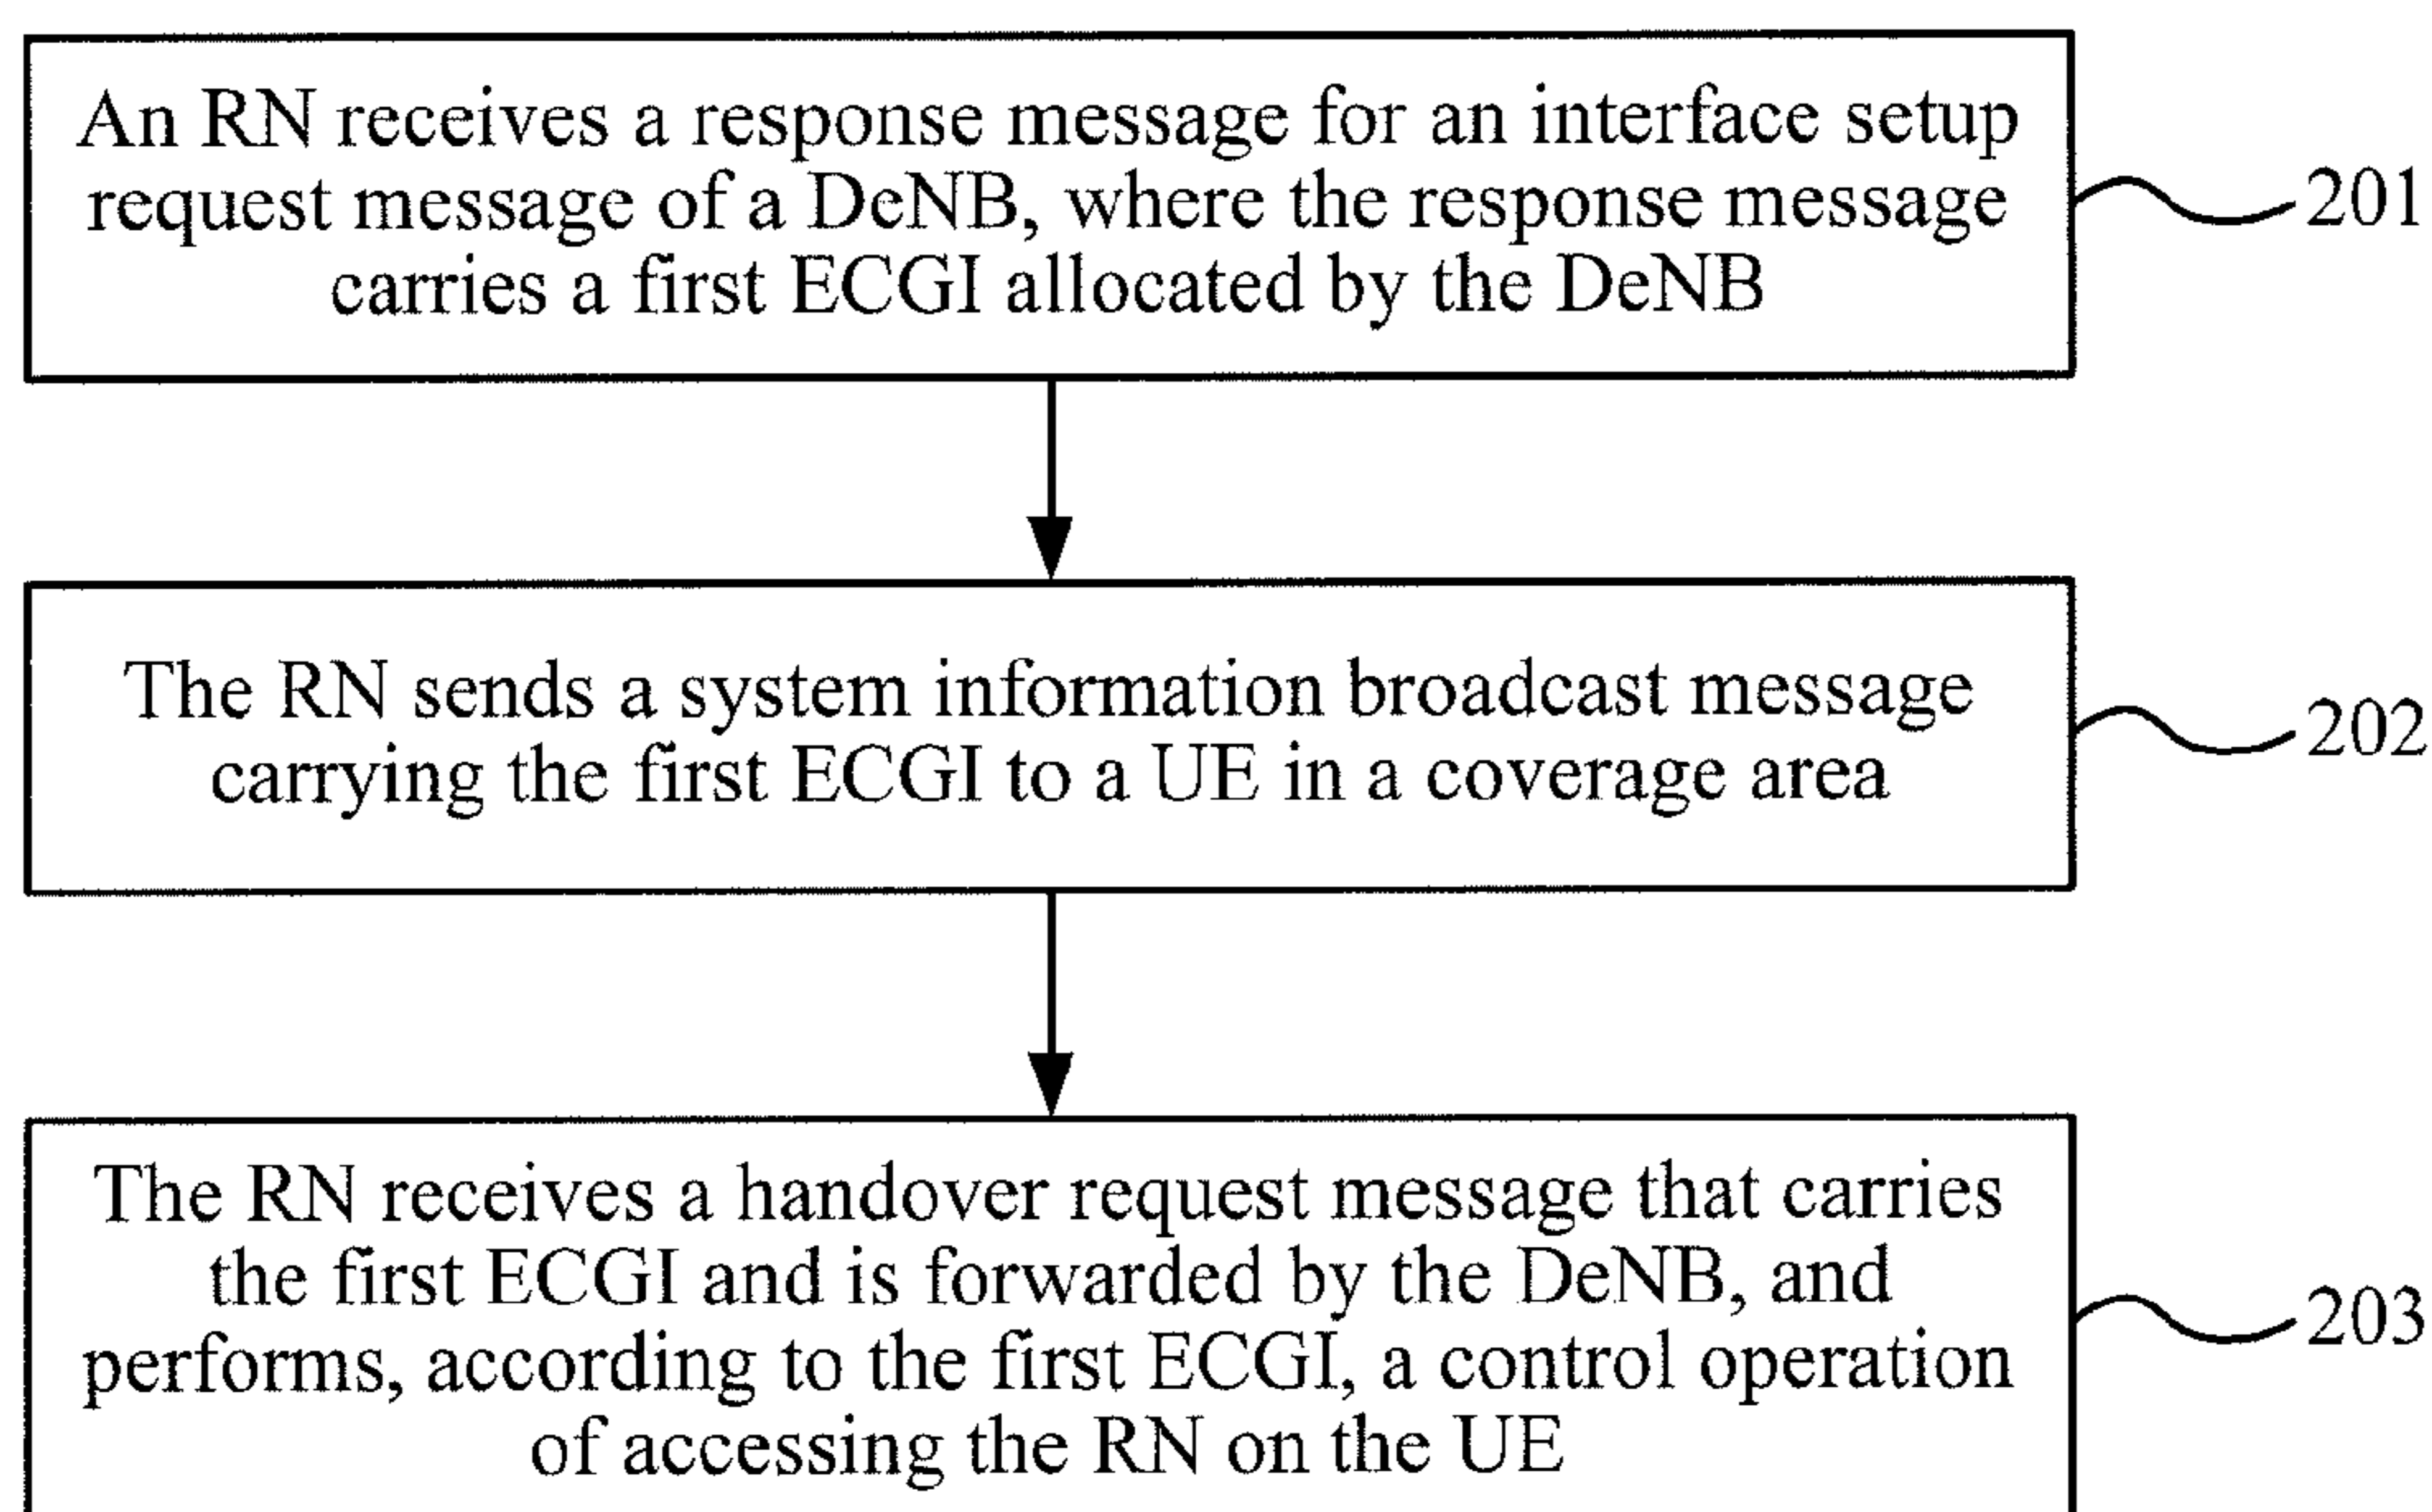 An RN receives a response message for an interface setup
request message of a DeNB, where the response message
carries a first ECGI allocated by the DeNB
201
The RN sends a system information broadcast message
carrying the first ECGI to a UE in a coverage area
202
The RN receives a handover request message that carries
the first ECGI and is forwarded by the DeNB, and
performs, according to the first ECGI, a control operation
of accessing the RN on the UE
203